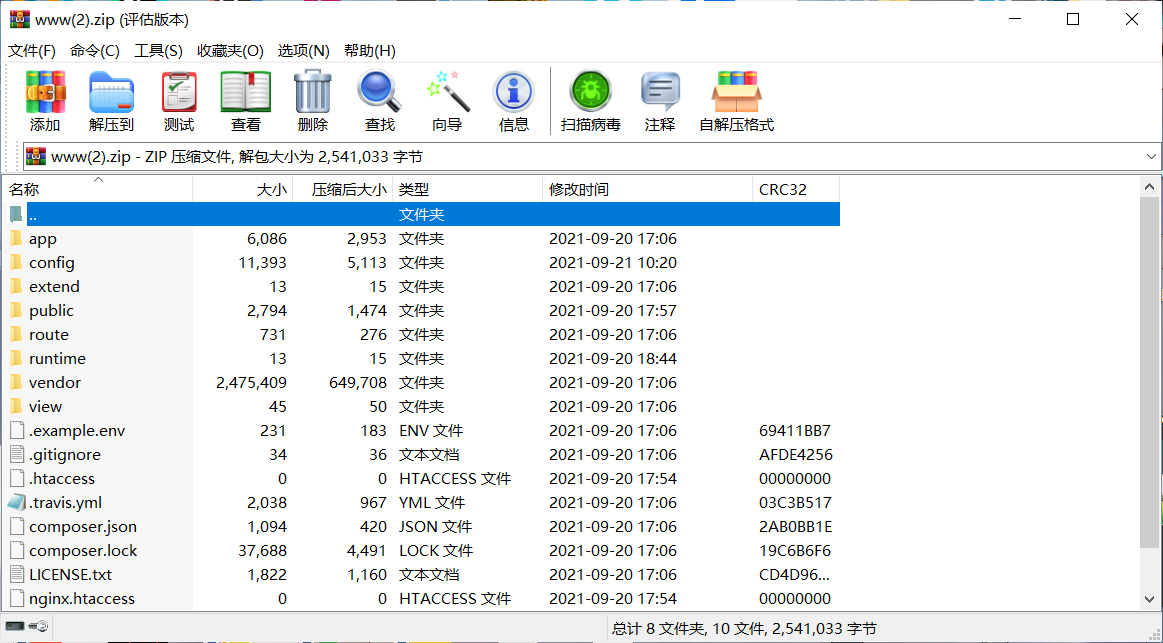 www(2).zip (评估版本)
文件(F) 命令(C) 工具(S) 收藏夹(O) 选项(N) 帮助(H)
添加 解压到 测试 查看 删除 查找 向导 信息 扫描病毒 注释 自解压格式
www(2).zip - ZIP 压缩文件, 解包大小为 2,541,033 字节
名称 大小 压缩后大小 类型 修改时间 CRC32
.. 文件夹
app 6,086 2,953 文件夹 2021-09-20 17:06
config 11,393 5,113 文件夹 2021-09-21 10:20
extend 13 15 文件夹 2021-09-20 17:06
public 2,794 1,474 文件夹 2021-09-20 17:57
route 731 276 文件夹 2021-09-20 17:06
runtime 13 15 文件夹 2021-09-20 18:44
vendor 2,475,409 649,708 文件夹 2021-09-20 17:06
view 45 50 文件夹 2021-09-20 17:06
.example.env 231 183 ENV 文件 2021-09-20 17:06 69411BB7
.gitignore 34 36 文本文档 2021-09-20 17:06 AFDE4256
.htaccess 0 0 HTACCESS 文件 2021-09-20 17:54 00000000
.travis.yml 2,038 967 YML 文件 2021-09-20 17:06 03C3B517
composer.json 1,094 420 JSON 文件 2021-09-20 17:06 2AB0BB1E
composer.lock 37,688 4,491 LOCK 文件 2021-09-20 17:06 19C6B6F6
LICENSE.txt 1,822 1,160 文本文档 2021-09-20 17:06 CD4D96...
nginx.htaccess 0 0 HTACCESS 文件 2021-09-20 17:54 00000000
总计 8 文件夹, 10 文件, 2,541,033 字节